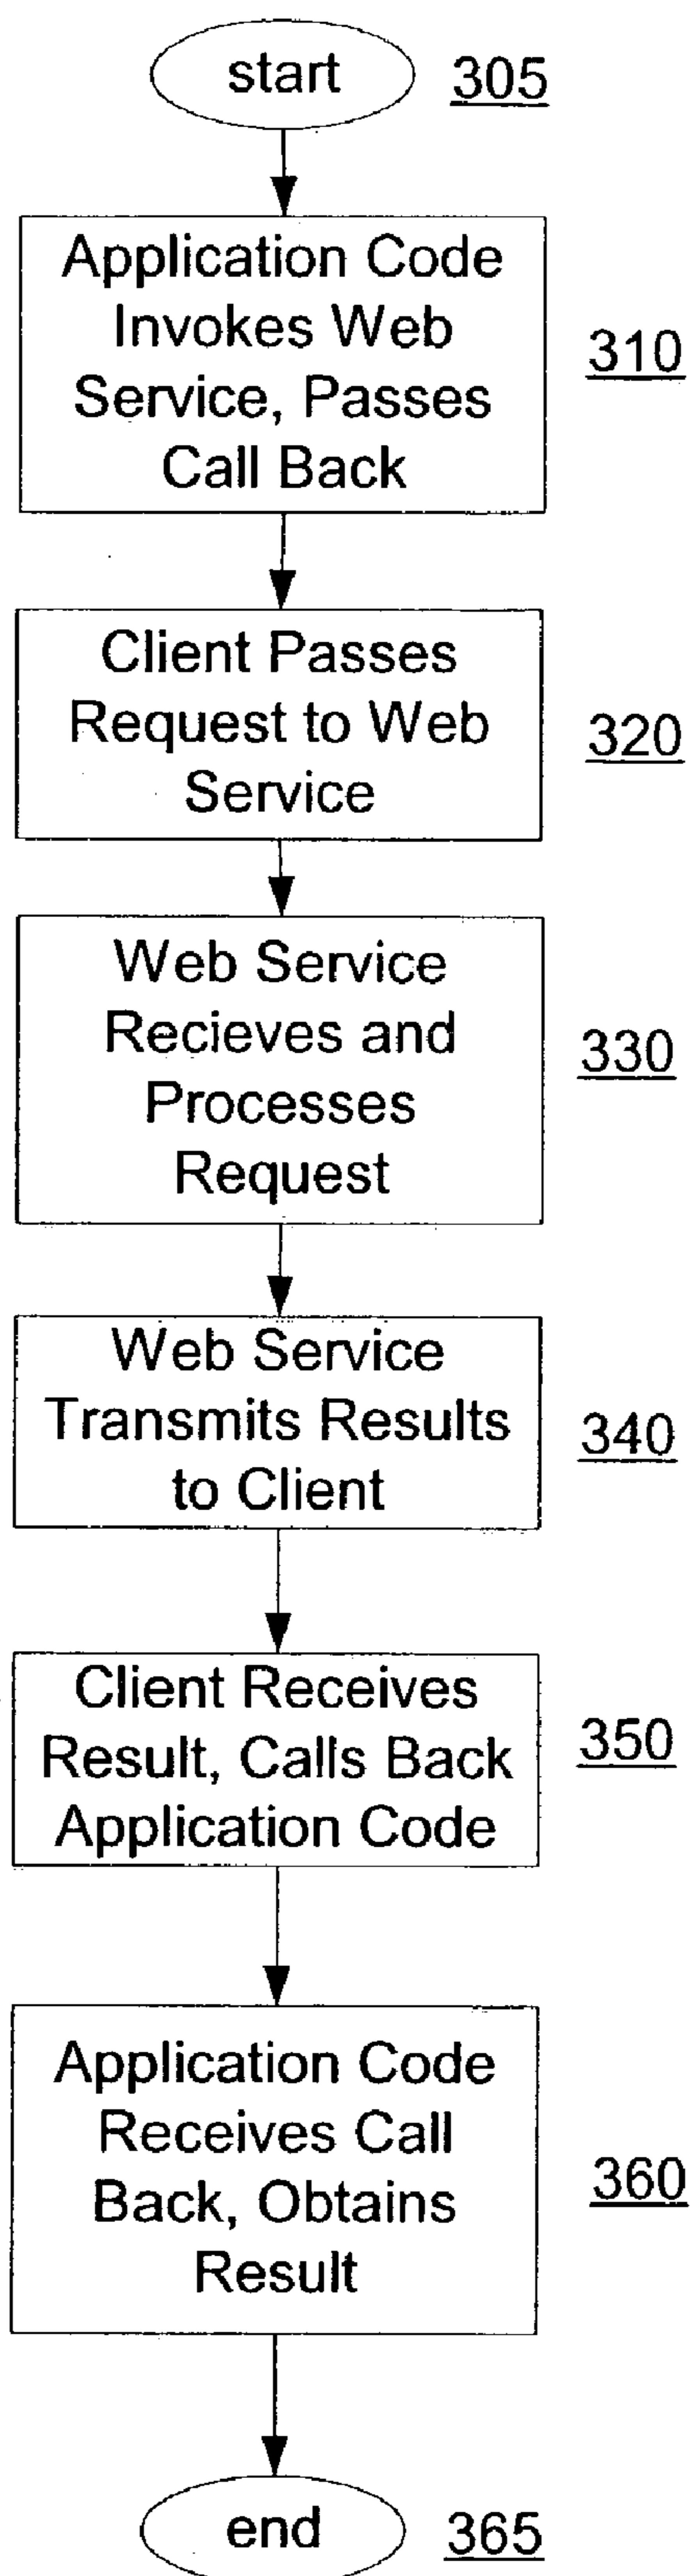 start
305
Application Code
Invokes Web
Service, Passes
Call Back
310
Client Passes
Request to Web
Service
320
Web Service
Recieves and
Processes
Request
330
Web Service
Transmits Results
to Client
340
Client Receives
Result, Calls Back
Application Code
350
Application Code
Receives Call
Back, Obtains
Result
360
end
365